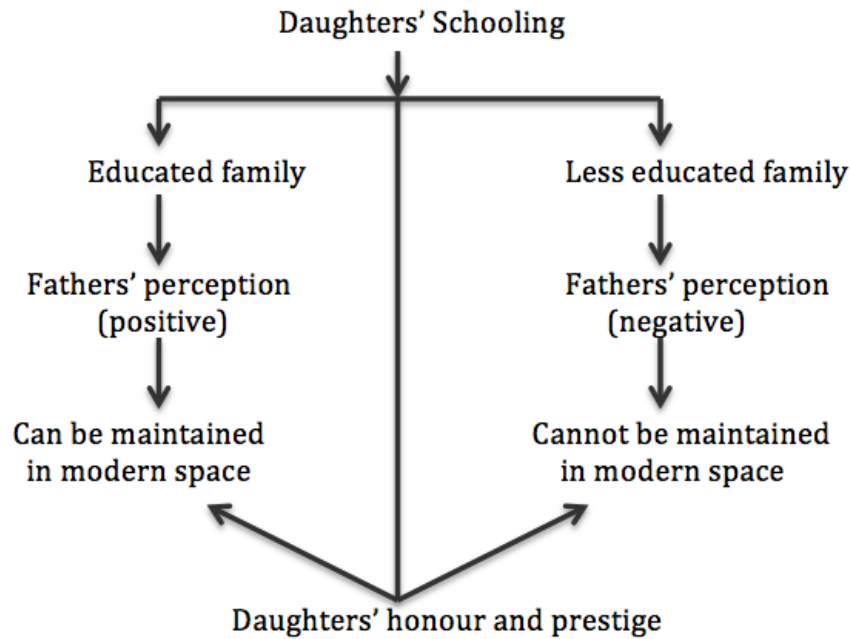 Daughters’ Schooling
Educated family
Less educated family
Fathers’ perception
(positive)
Fathers’ perception
(negative)
Can be maintained
in modern space
Cannot be maintained
in modern space
Daughters’ honour and prestige